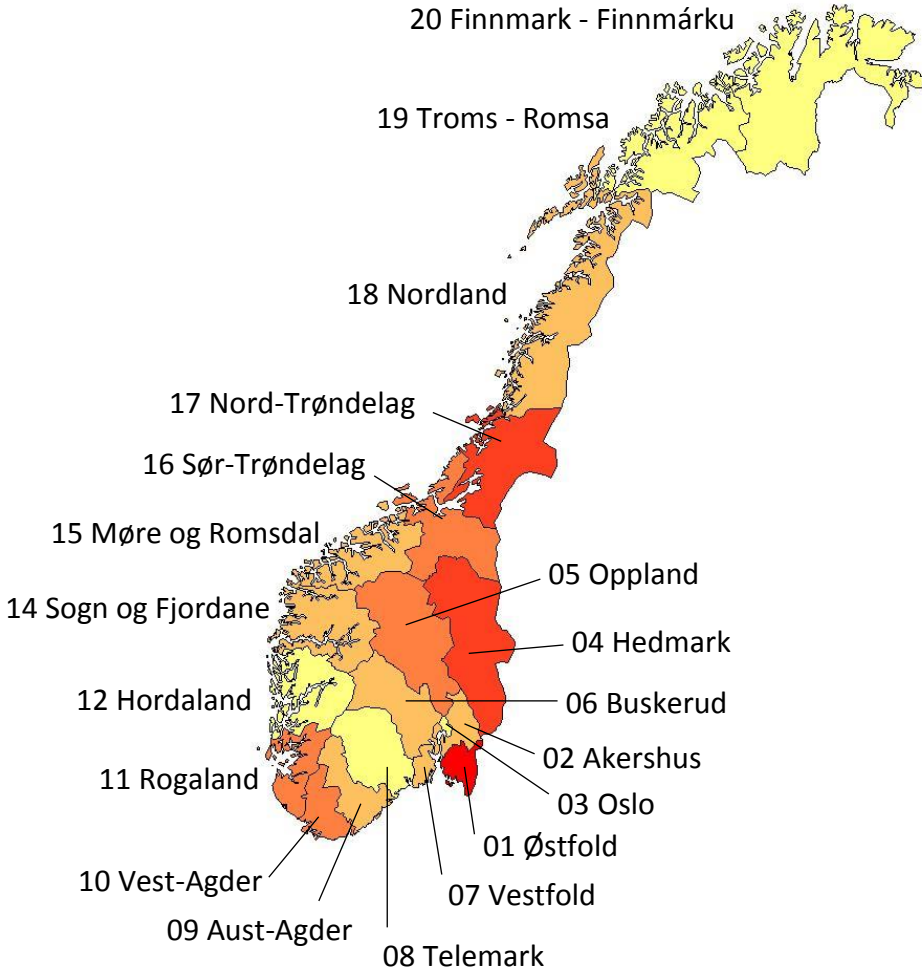 20 Finnmark - Finnmárku
19 Troms - Romsa
18 Nordland
17 Nord-Trøndelag
16 Sør-Trøndelag
15 Møre og Romsdal
05 Oppland
14 Sogn og Fjordane
04 Hedmark
12 Hordaland
06 Buskerud
02 Akershus
11 Rogaland
03 Oslo
01 Østfold
10 Vest-Agder
07 Vestfold
09 Aust-Agder
08 Telemark